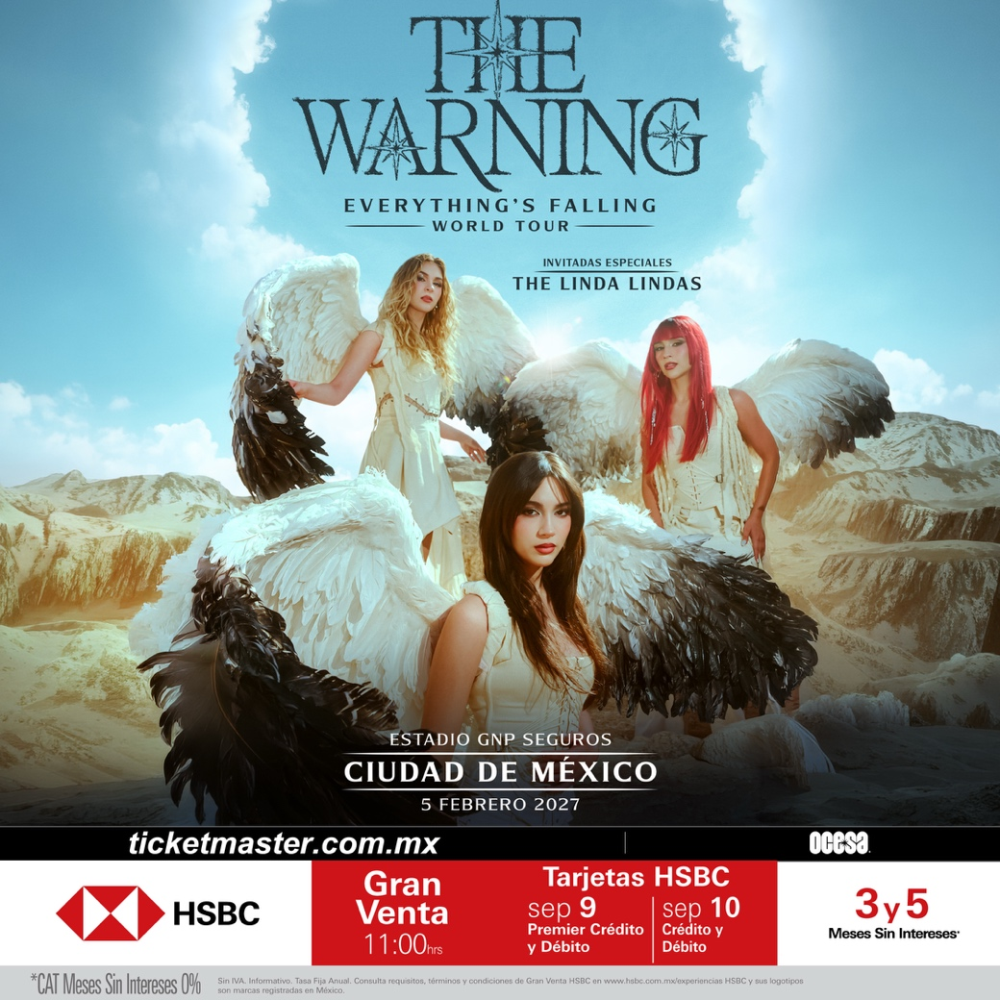 THE
WARNING
EVERYTHING'S FALLING
WORLD TOUR
INVITADAS ESPECIALES
THE LINDA LINDAS
ESTADIO GNP SEGUROS
CIUDAD DE MÉXICO
5 FEBRERO 2027
ticketmaster.com.mx
ocesa
HSBC
Gran
Venta
11:00hrs
Tarjetas HSBC
sep 9
Premier Crédito
y Débito
sep 10
Crédito y
Débito
3 y 5
Meses Sin Intereses*
*CAT Meses Sin Intereses 0%
Sin IVA. Informativo. Tasa Fija Anual. Consulta requisitos, términos y condiciones de Gran Venta HSBC en www.hsbc.com.mx/experiencias HSBC y sus logotipos
son marcas registradas en México.